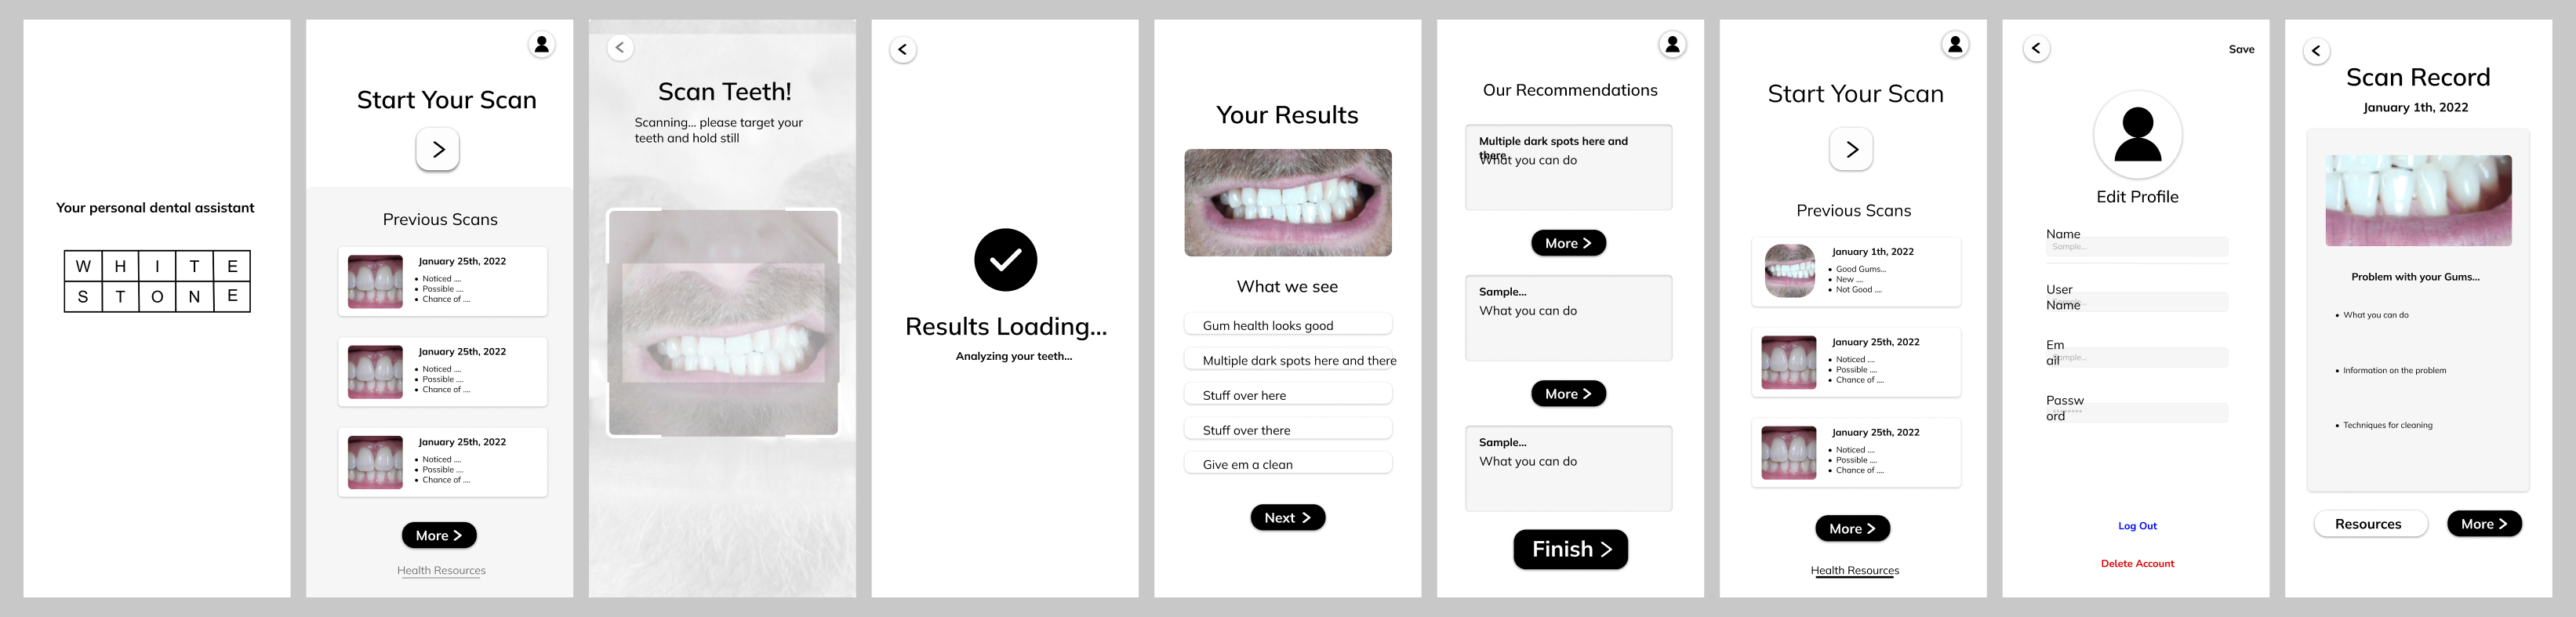 Your personal dental assistant
W H I T E
S T O N E
Start Your Scan
Previous Scans
January 25th, 2022
Noticed ....
Possible ....
Chance of ....
January 25th, 2022
Noticed ....
Possible ....
Chance of ....
January 25th, 2022
Noticed ....
Possible ....
Chance of ....
More
Health Resources
Scan Teeth!
Scanning... please target your
teeth and hold still
Results Loading...
Analyzing your teeth...
Your Results
What we see
Gum health looks good
Multiple dark spots here and there
Stuff over here
Stuff over there
Give em a clean
Next
Our Recommendations
Multiple dark spots here and
there
What you can do
More
Sample...
What you can do
More
Sample...
What you can do
Finish
Start Your Scan
Previous Scans
January 1th, 2022
Good Gums...
New ....
Not Good ....
January 25th, 2022
Noticed ....
Possible ....
Chance of ....
January 25th, 2022
Noticed ....
Possible ....
Chance of ....
More
Health Resources
Save
Edit Profile
Name
Sample...
User
Name
Sample...
Em
ail
Sample...
Passw
ord
********
Log Out
Delete Account
Scan Record
January 1th, 2022
Problem with your Gums...
What you can do
Information on the problem
Techniques for cleaning
Resources
More